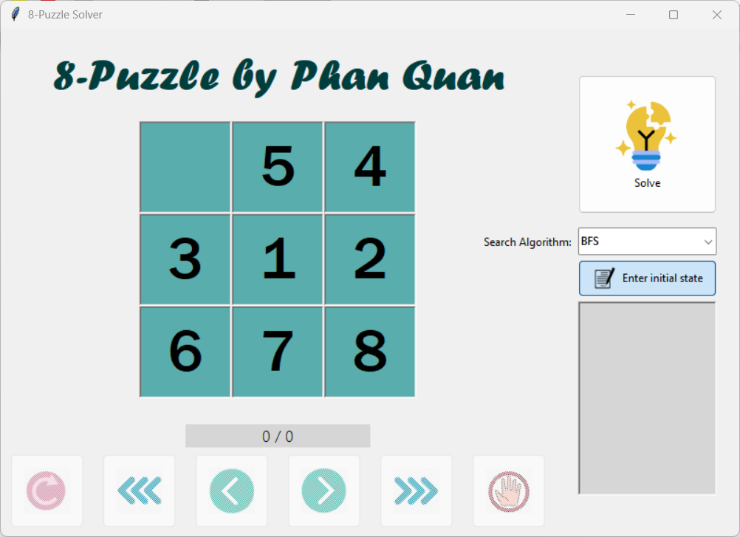 8-Puzzle Solver
8-Puzzle by Phan Quan
5 4
3 1 2
6 7 8
Solve
Search Algorithm: BFS
Enter initial state
0 / 0